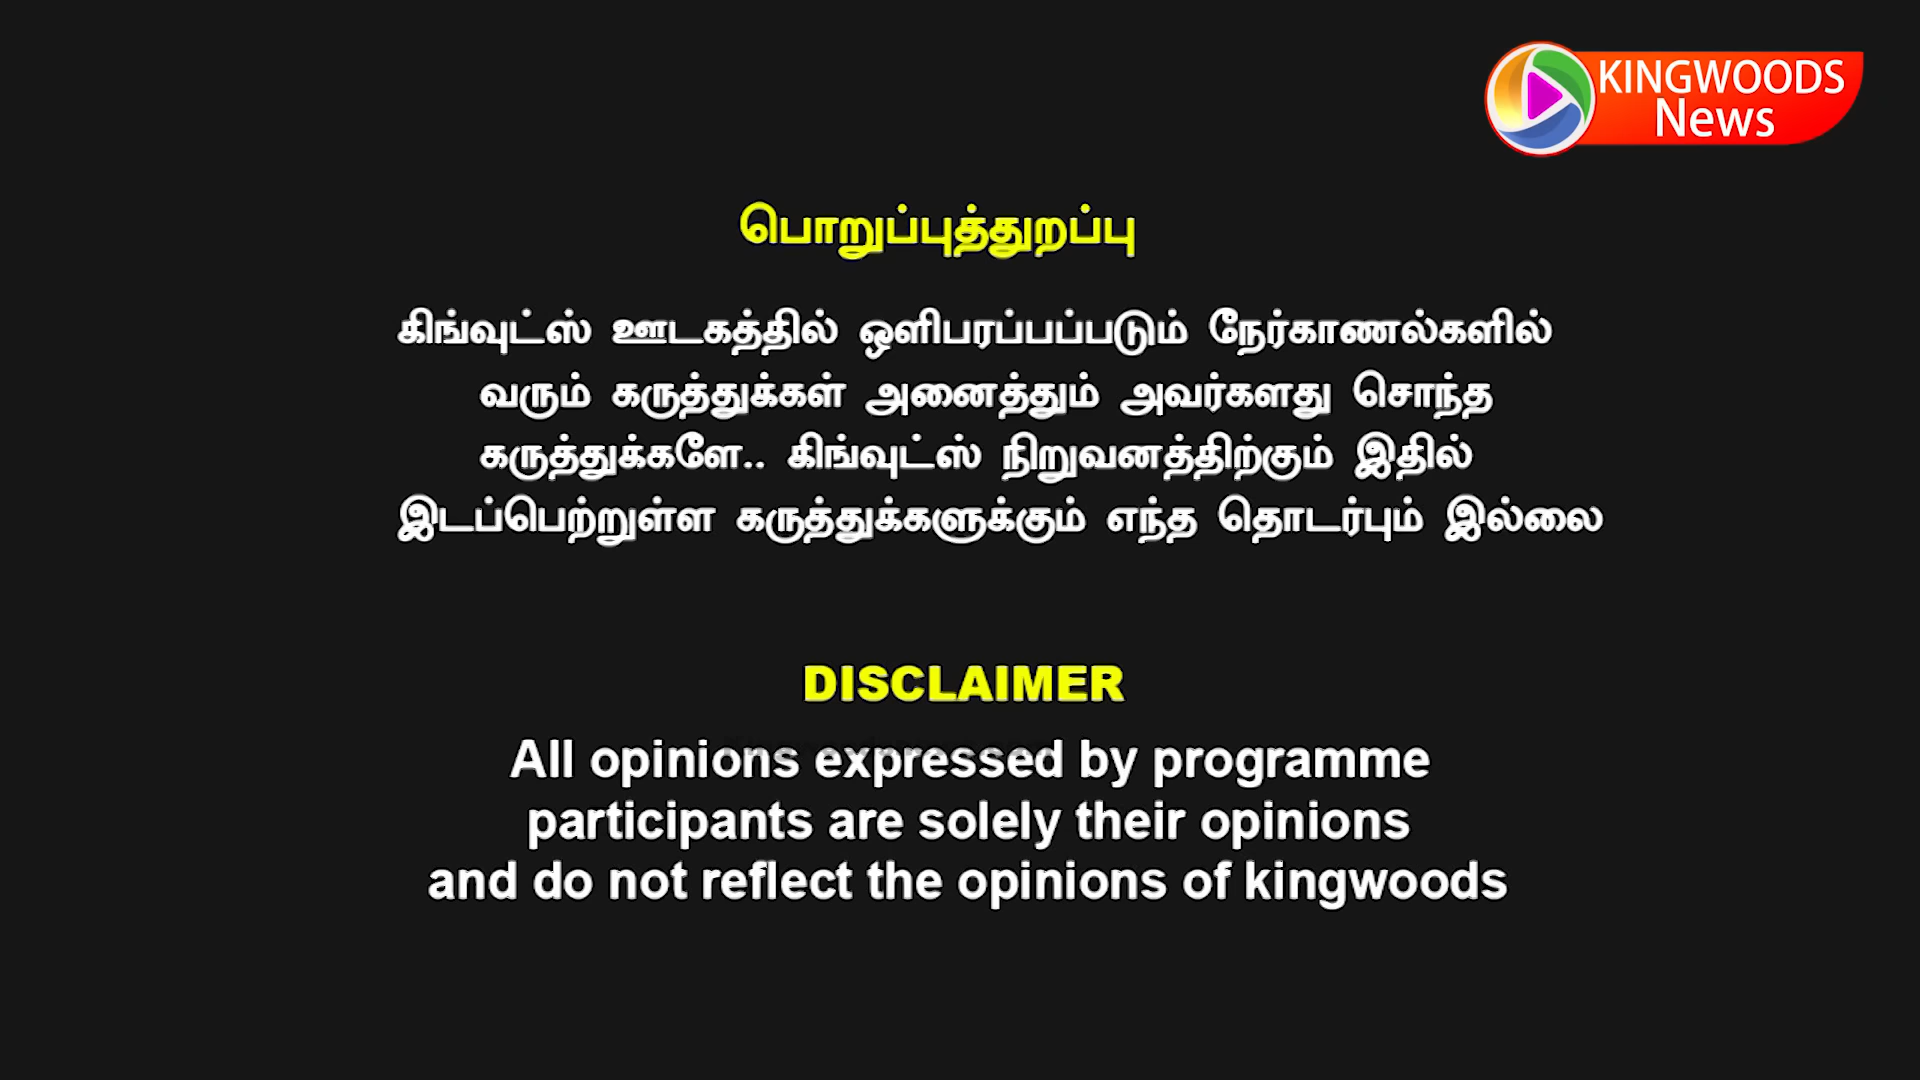 KINGWOODS
News
பொறுப்புத்துறப்பு
கிங்வுட்ஸ் ஊடகத்தில் ஒளிபரப்பப்படும் நேர்காணல்களில்
வரும் கருத்துக்கள் அனைத்தும் அவர்களது சொந்த
கருத்துக்களே.. கிங்வுட்ஸ் நிறுவனத்திற்கும் இதில்
இடப்பெற்றுள்ள கருத்துக்களுக்கும் எந்த தொடர்பும் இல்லை
DISCLAIMER
All opinions expressed by programme
participants are solely their opinions
and do not reflect the opinions of kingwoods